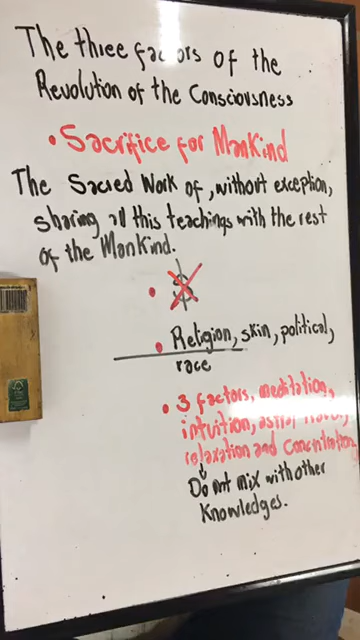 The three factors of the
Revolution of the Consciousness
• Sacrifice for Mankind
The Sacred Work of, without exception,
sharing all this teachings with the rest
of the Mankind.
• $
• Religion, skin, political,
race
• 3 factors, meditation,
intuition, astral
relaxation and concentration
Do not mix with other
Knowledges.